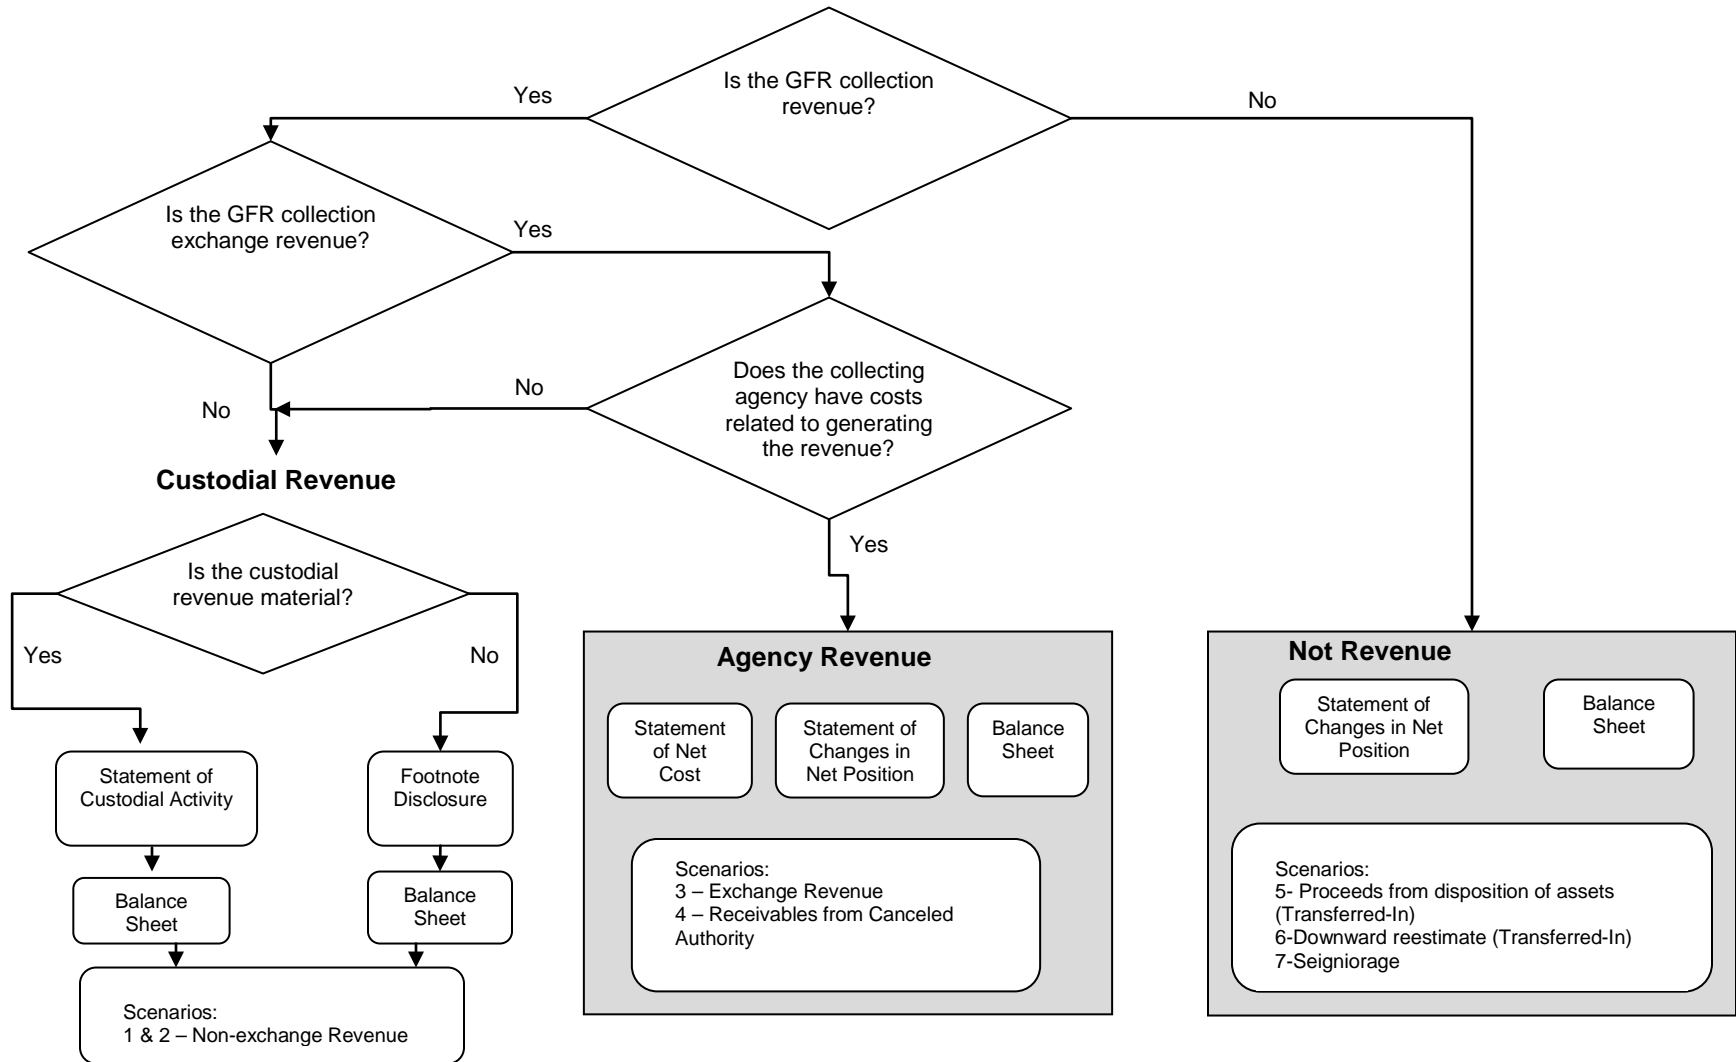 Is the GFR collection
revenue?
Yes
No
Is the GFR collection
exchange revenue?
Yes
No
Does the collecting
agency have costs
related to generating
the revenue?
No
Yes
Custodial Revenue
Is the custodial
revenue material?
Yes
No
Statement of
Custodial Activity
Footnote
Disclosure
Balance
Sheet
Balance
Sheet
Scenarios:
1 & 2 – Non-exchange Revenue
Agency Revenue
Statement
of Net
Cost
Statement of
Changes in
Net Position
Balance
Sheet
Scenarios:
3 – Exchange Revenue
4 – Receivables from Canceled
Authority
Not Revenue
Statement of
Changes in Net
Position
Balance
Sheet
Scenarios:
5- Proceeds from disposition of assets
(Transferred-In)
6-Downward reestimate (Transferred-In)
7-Seigniorage